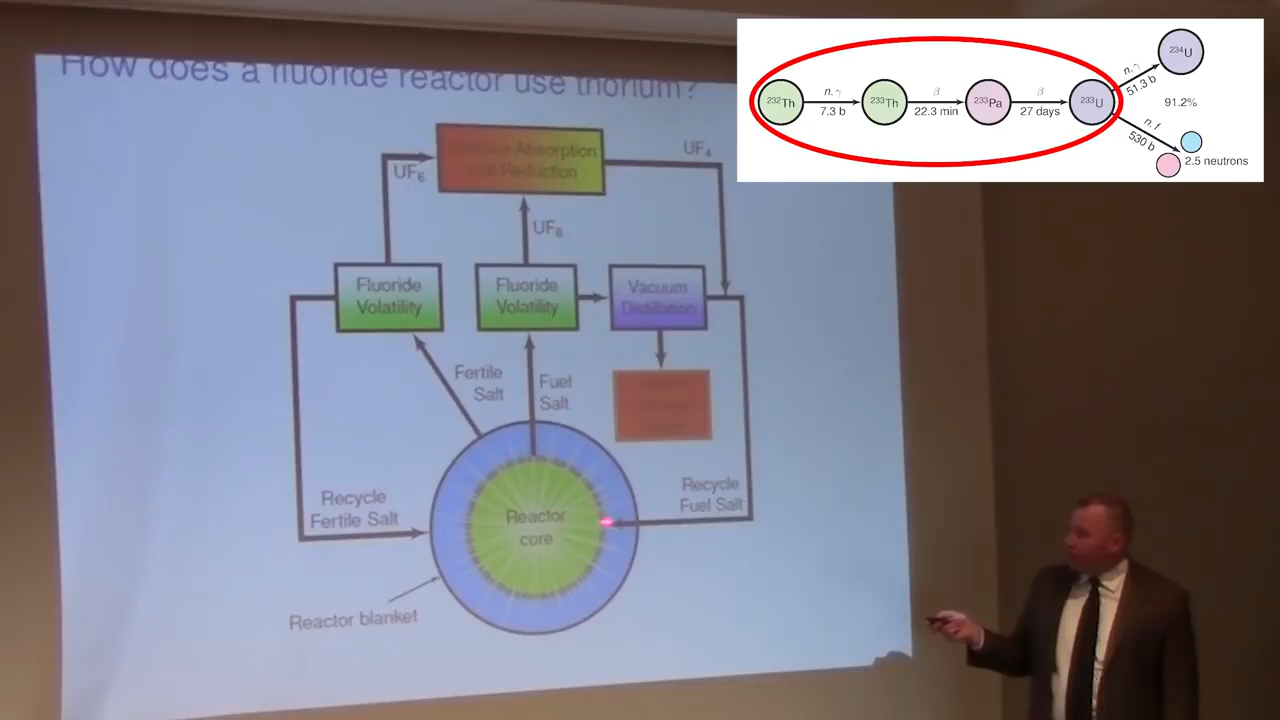 How does a fluoride reactor use thorium?
Absorption
Reduction
UF₄
UF₆
UF₆
Fluoride
Volatility
Fluoride
Volatility
Vacuum
Distillation
Fertile
Salt
Fuel
Salt
Recycle
Fertile Salt
Recycle
Fuel Salt
Reactor
core
Reactor blanket
²³²Th
n,γ
7.3 b
²³³Th
β
22.3 min
²³³Pa
β
27 days
²³³U
n,γ
51.3 b
²³⁴U
91.2%
n,f
530 b
2.5 neutrons